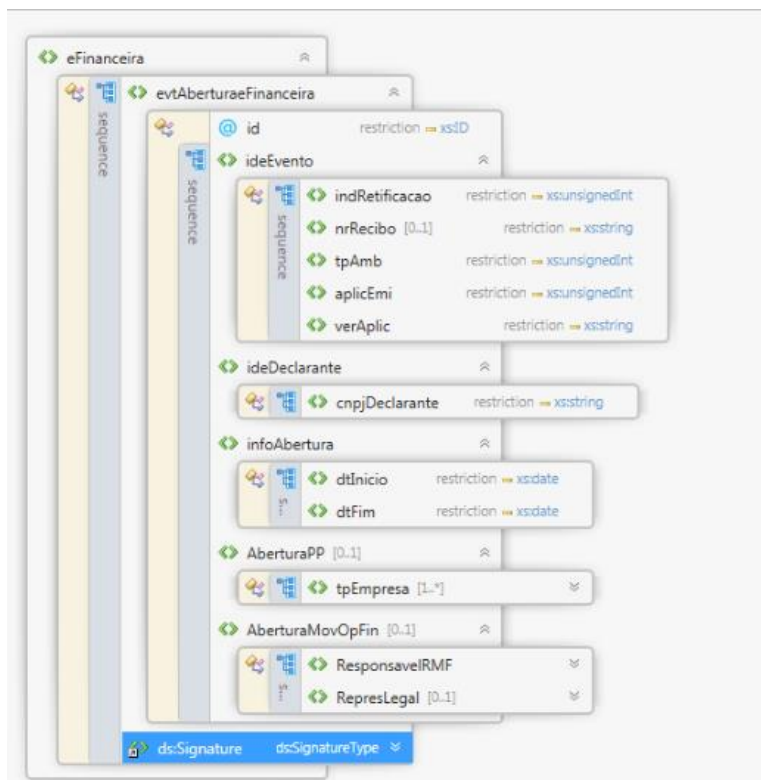 eFinanceira
sequence
evtAberturaeFinanceira
sequence
@ id restriction xs:ID
ideEvento
sequence
indRetificacao restriction xs:unsignedInt
nrRecibo [0..1] restriction xs:string
tpAmb restriction xs:unsignedInt
aplicEmi restriction xs:unsignedInt
verAplic restriction xs:string
ideDeclarante
cnpjDeclarante restriction xs:string
infoAbertura
s...
dtInicio restriction xs:date
dtFim restriction xs:date
AberturaPP [0..1]
tpEmpresa [1..*]
AberturaMovOpFin [0..1]
s...
ResponsavelRMF
RepresLegal [0..1]
ds:Signature ds:SignatureType